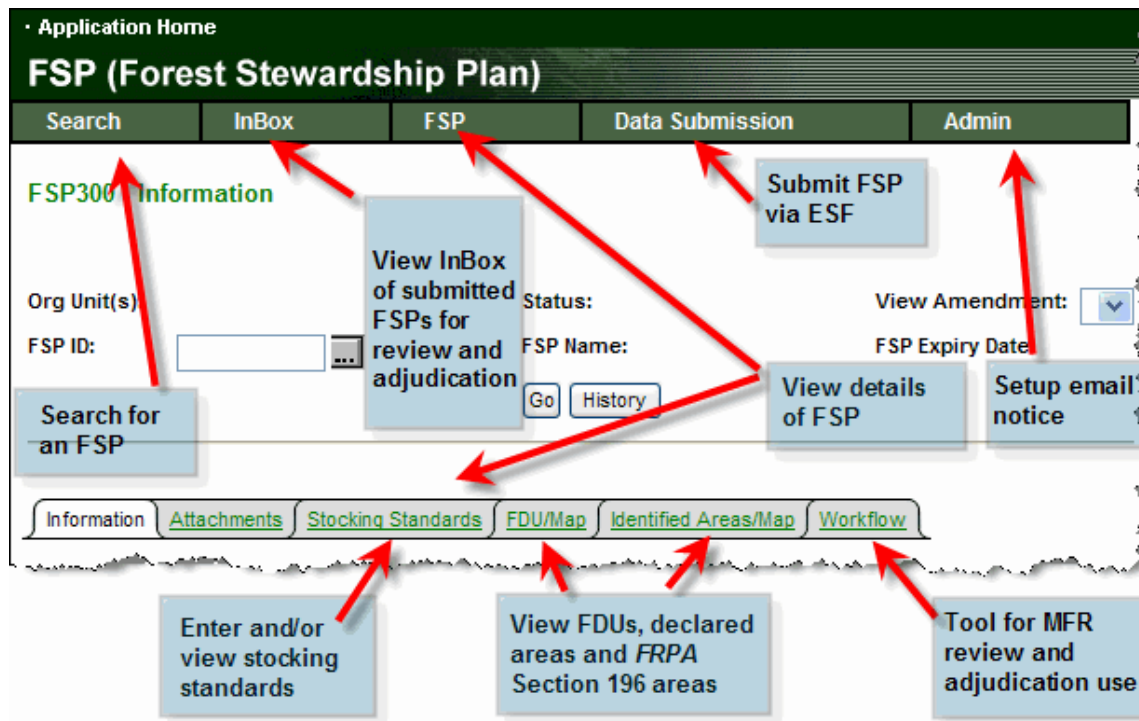 · Application Home
FSP (Forest Stewardship Plan)
Search InBox FSP Data Submission Admin
FSP300 Information
Submit FSP
via ESF
View InBox
of submitted
FSPs for
review and
adjudication
Org Unit(s) Status: View Amendment:
FSP ID: ... FSP Name: FSP Expiry Date
Go History
Search for
an FSP
View details
of FSP
Setup email
notice
Information Attachments Stocking Standards FDU/Map Identified Areas/Map Workflow
Enter and/or
view stocking
standards
View FDUs, declared
areas and FRPA
Section 196 areas
Tool for MFR
review and
adjudication use